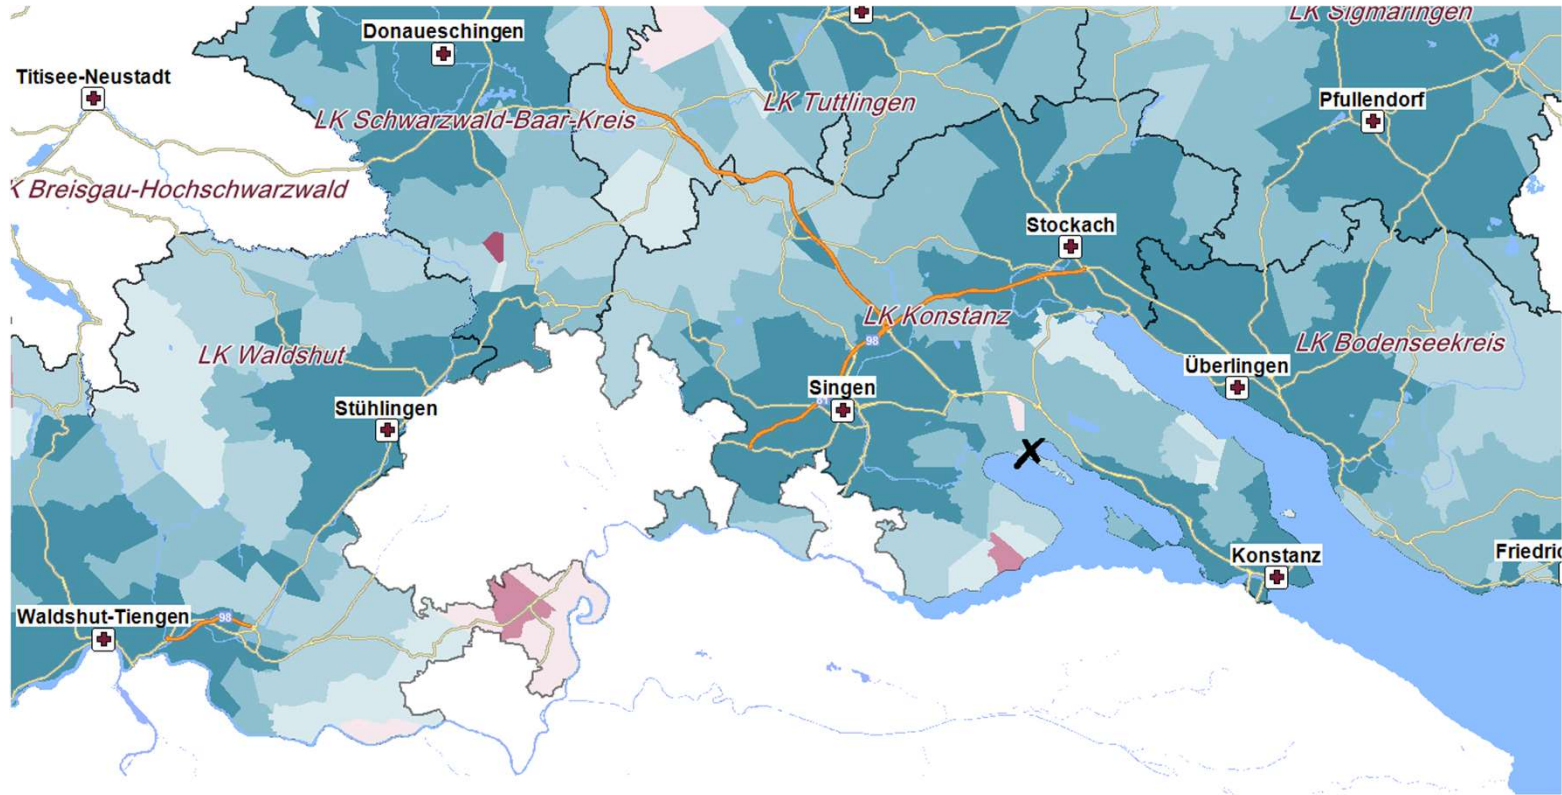 LK Sigmaringen
Donaueschingen
Titisee-Neustadt
LK Tuttlingen
Pfullendorf
LK Schwarzwald-Baar-Kreis
K Breisgau-Hochschwarzwald
Stockach
LK Konstanz
98
LK Bodenseekreis
LK Waldshut
Überlingen
Singen
Stühlingen
Konstanz
Friedric
Waldshut-Tiengen
98